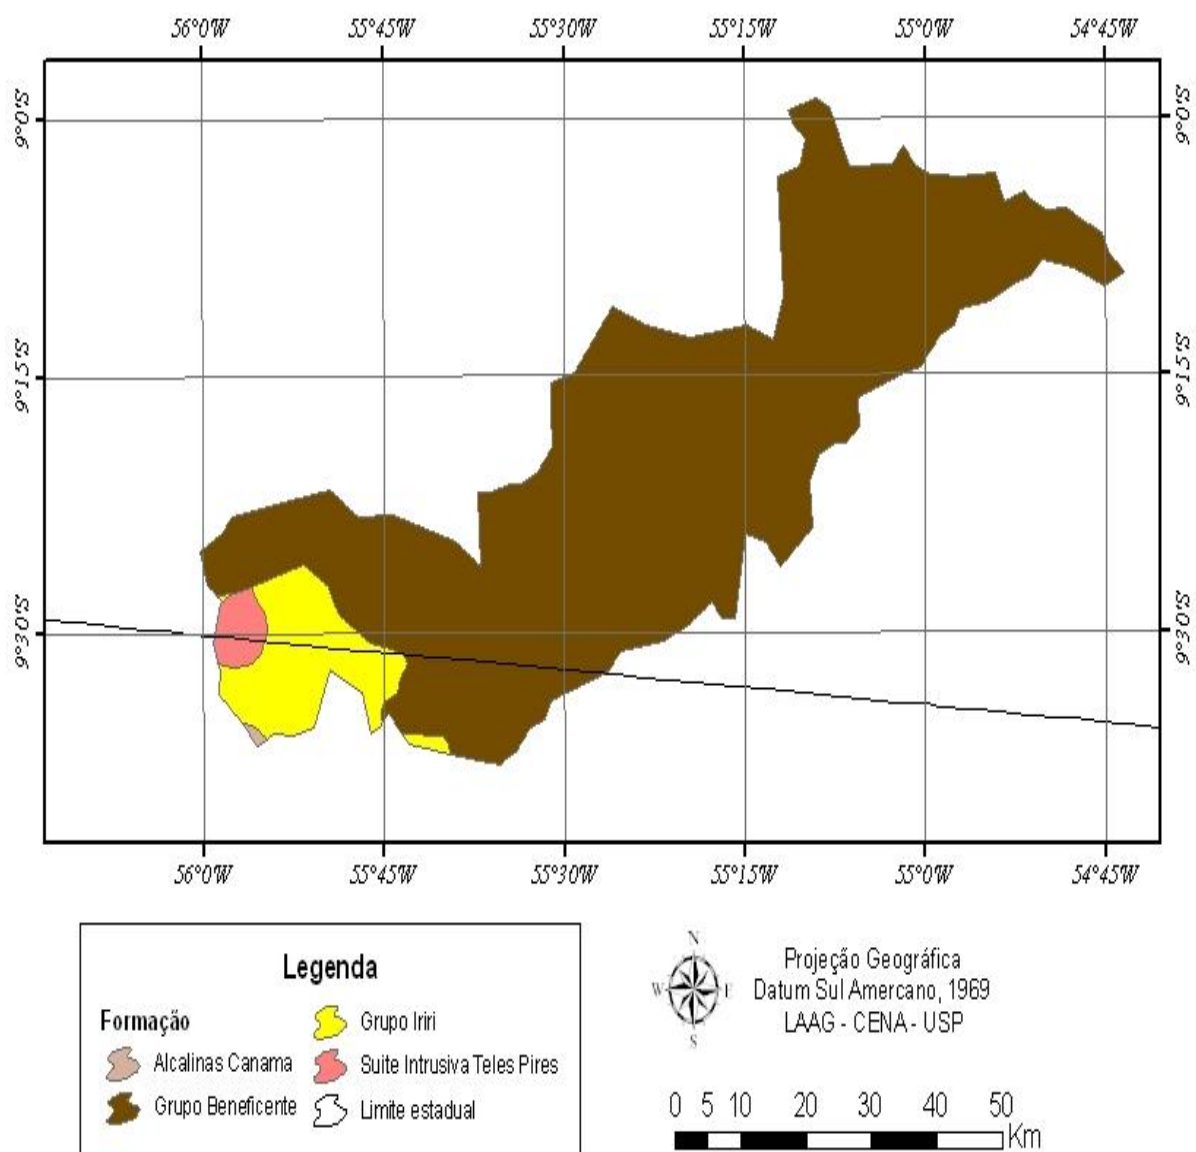 56°0'W 55°45'W 55°30'W 55°15'W 55°0'W 54°45'W
9°0'S 9°0'S
9°15'S 9°15'S
9°30'S 9°30'S
56°0'W 55°45'W 55°30'W 55°15'W 55°0'W 54°45'W
Legenda
Formação
Alcalinas Canama
Grupo Beneficente
Grupo Iriri
Suite Intrusiva Teles Pires
Limite estadual
N
W E
S
Projeção Geográfica
Datum Sul Amercano, 1969
LAAG - CENA - USP
0 5 10 20 30 40 50
Km